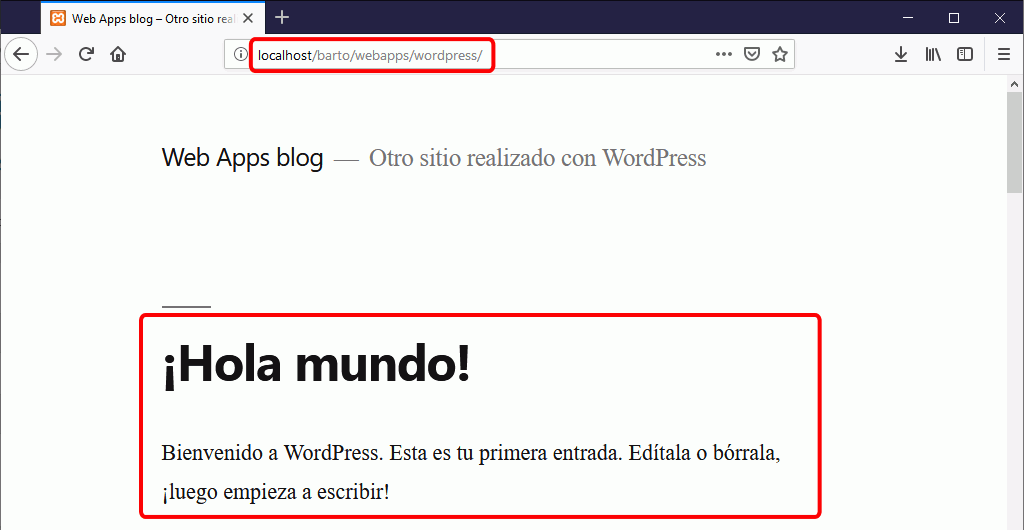 Web Apps blog – Otro sitio real
localhost/barto/webapps/wordpress/
Web Apps blog — Otro sitio realizado con WordPress
¡Hola mundo!
Bienvenido a WordPress. Esta es tu primera entrada. Edítala o bórrala,
¡luego empieza a escribir!